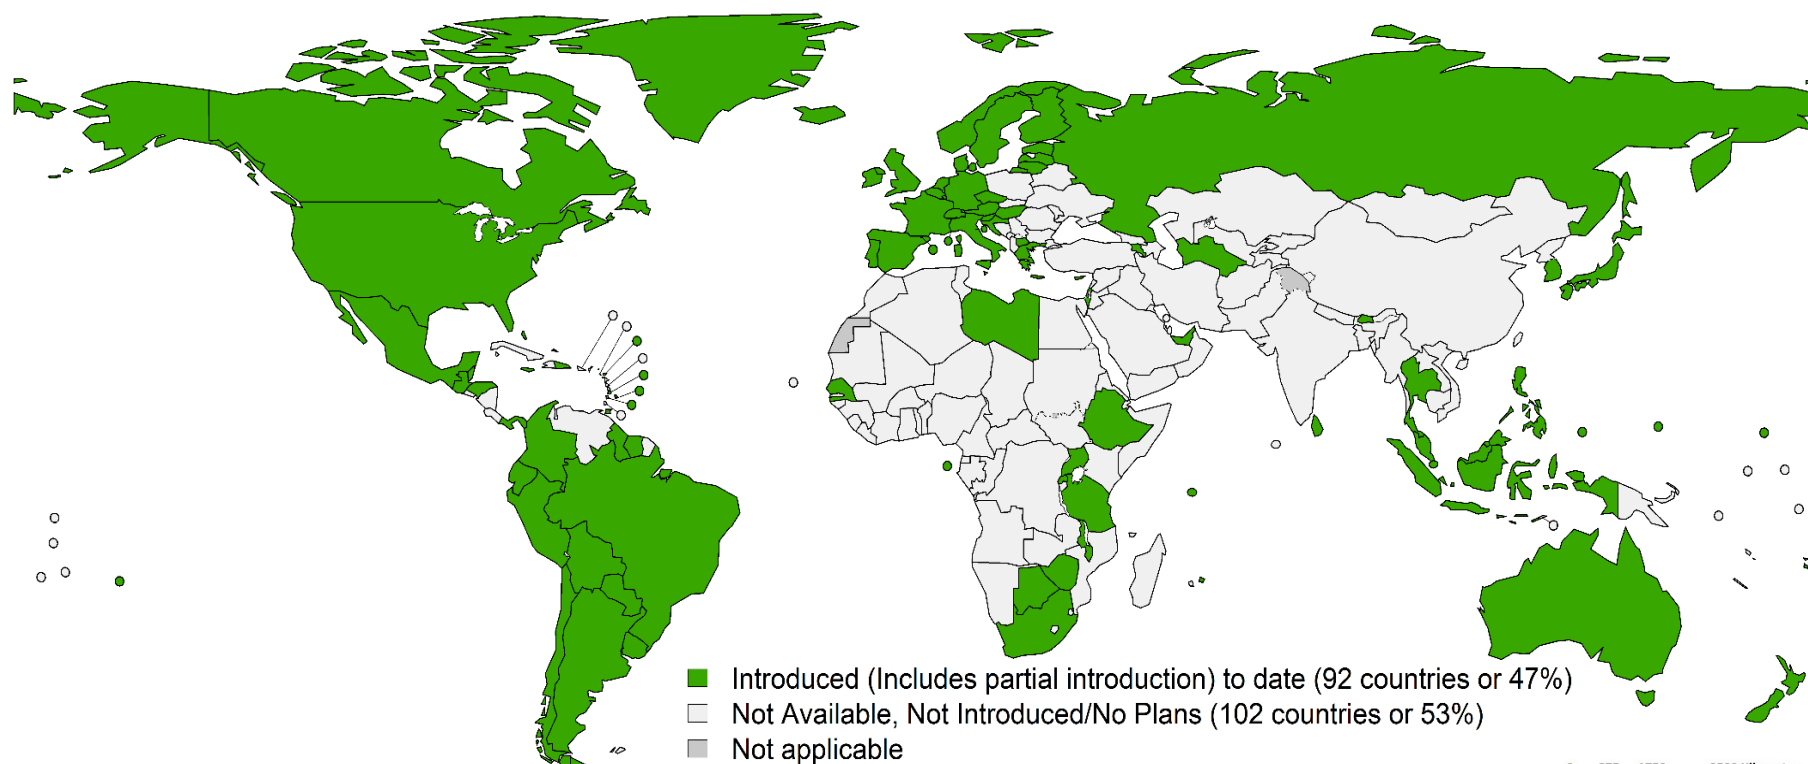 Introduced (Includes partial introduction) to date (92 countries or 47%)
Not Available, Not Introduced/No Plans (102 countries or 53%)
Not applicable